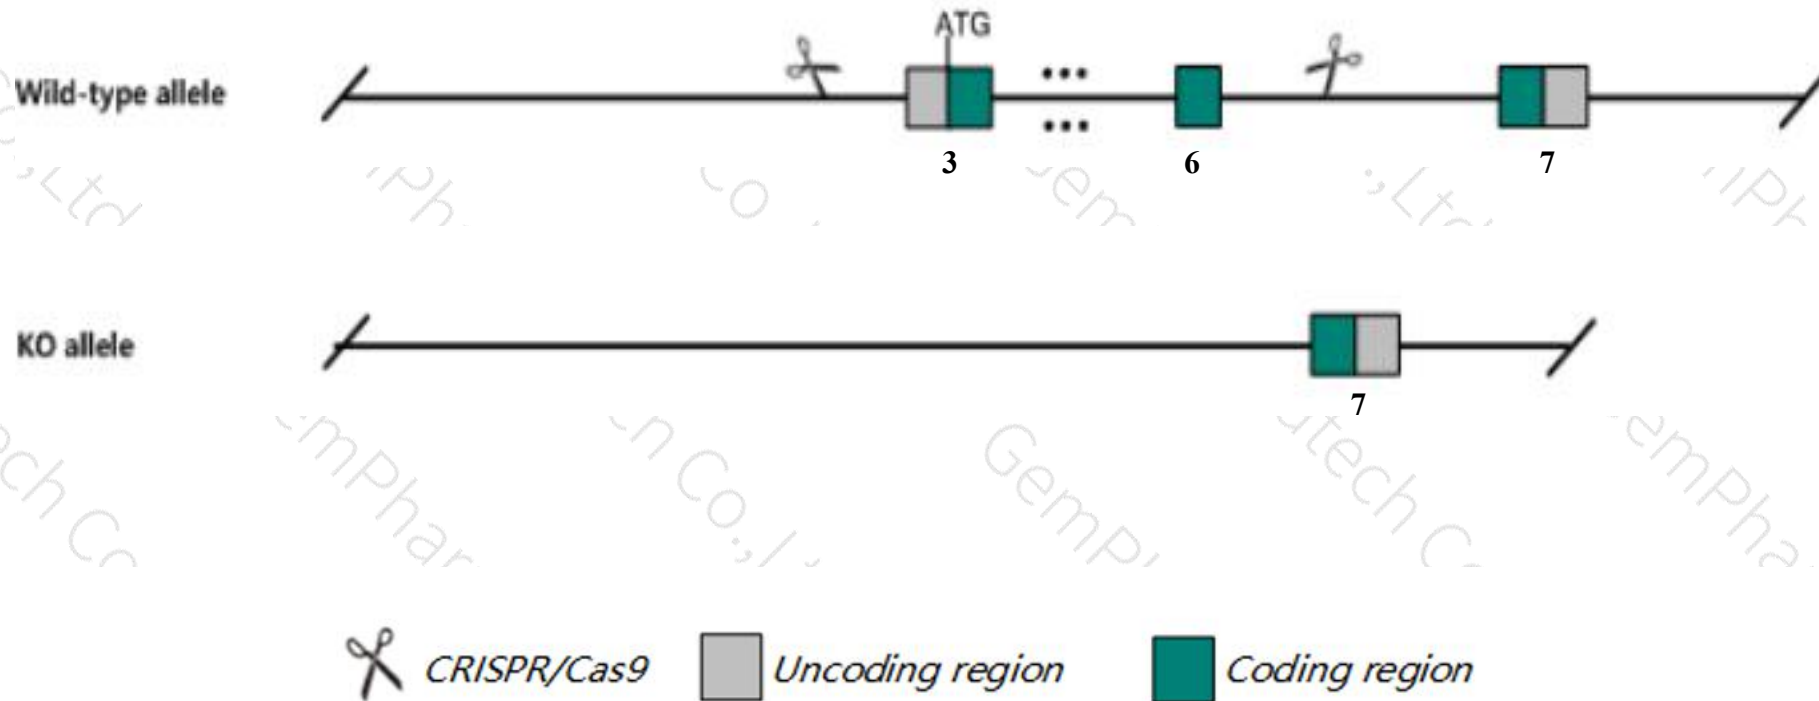 ATG
Wild-type allele
3 6 7
KO allele
7
CRISPR/Cas9 Uncoding region Coding region